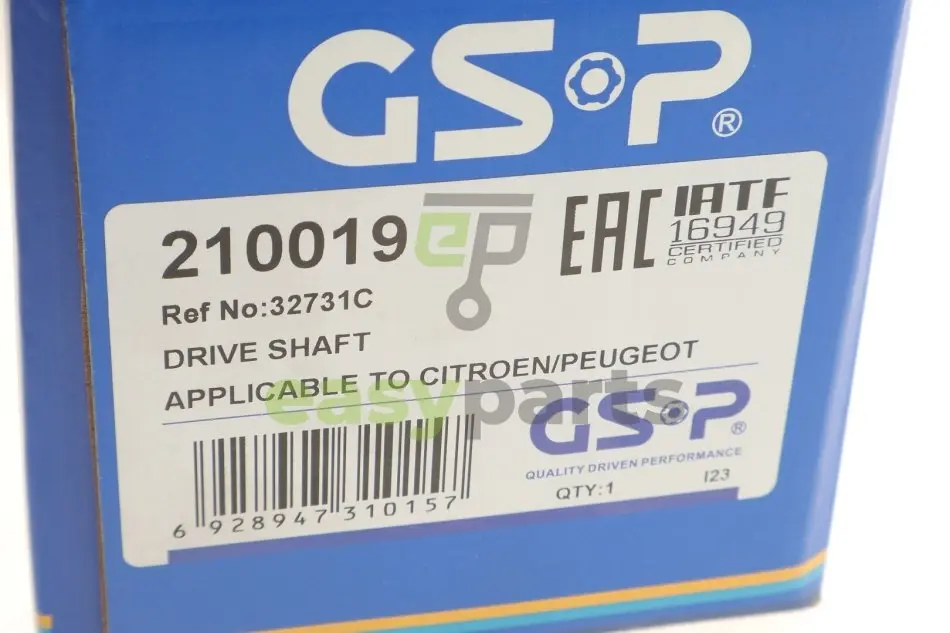 GSP®
210019
ep
EAC
IATF
16949
CERTIFIED
COMPANY
Ref No:32731C
DRIVE SHAFT
APPLICABLE TO CITROEN/PEUGEOT
easyparts
GSP®
QUALITY DRIVEN PERFORMANCE
QTY:1 I23
6 928947 310157